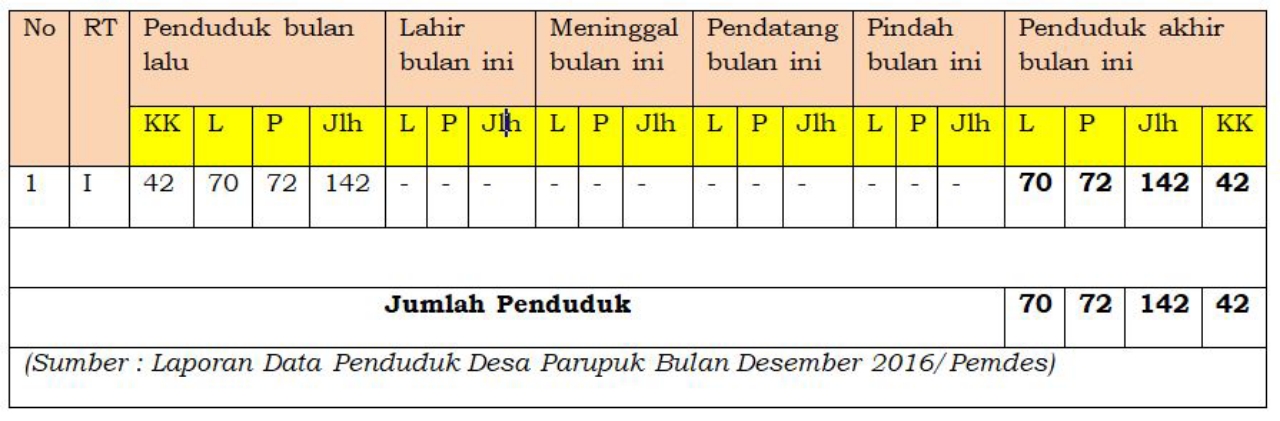 No RT Penduduk bulan lalu Lahir bulan ini Meninggal bulan ini Pendatang bulan ini Pindah bulan ini Penduduk akhir bulan ini
KK L P Jlh L P Jlh L P Jlh L P Jlh L P Jlh L P Jlh KK
1 I 42 70 72 142 - - - - - - - - - - - - 70 72 142 42
Jumlah Penduduk 70 72 142 42
(Sumber : Laporan Data Penduduk Desa Parupuk Bulan Desember 2016/Pemdes)